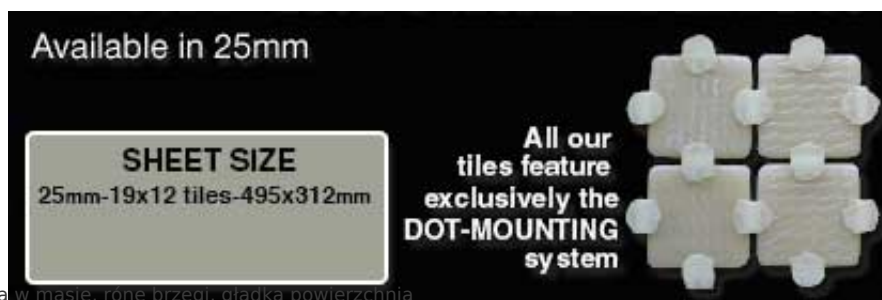 Available in 25mm
SHEET SIZE
25mm-19x12 tiles-495x312mm
All our
tiles feature
exclusively the
DOT-MOUNTING
system
a w masie, róne brzegi, gładka powierzchnia